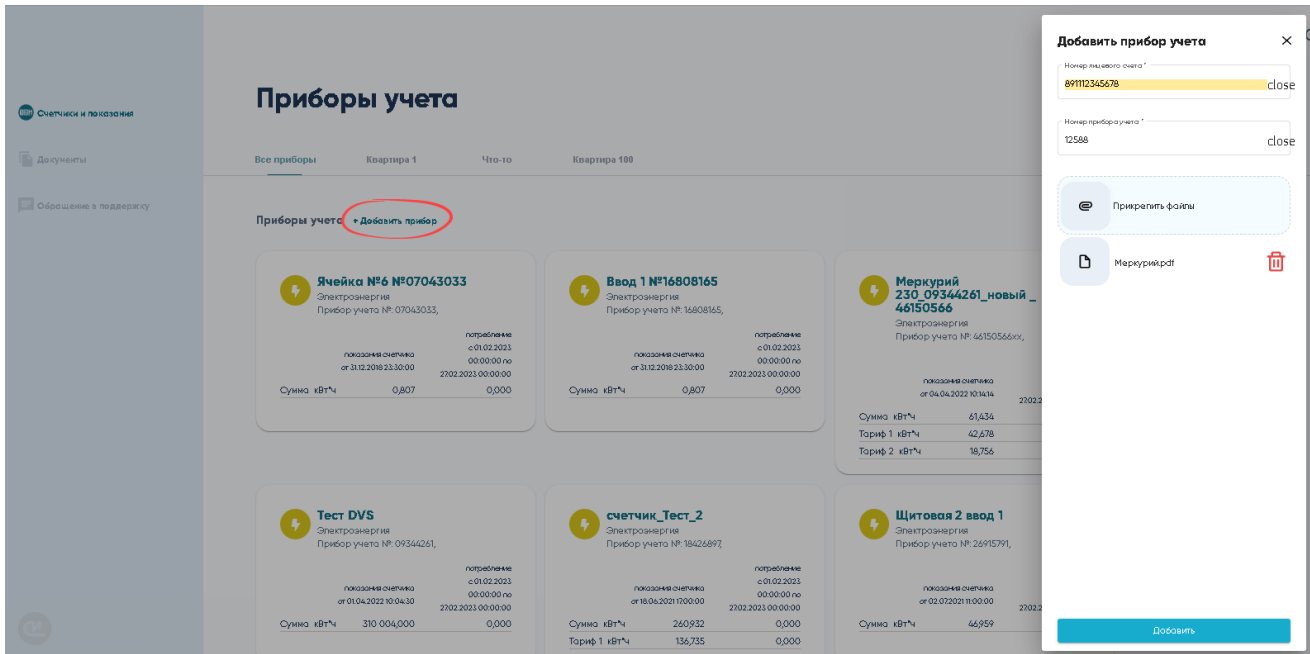 Добавить прибор учета
Номер лицевого счета *
891112345678
close
Номер прибора учета *
12588
close
Прикрепить файлы
Меркурий.pdf
Добавить
Счетчики и показания
Документы
Обращение в поддержку
Приборы учета
Все приборы Квартира 1 Что-то Квартира 100
Приборы учета + Добавить прибор
Ячейка №6 №07043033
Электроэнергия
Прибор учета №: 07043033,
потребление
с 01.02.2023
показания счетчика 00:00:00 по
от 31.12.2018 23:30:00 27.02.2023 00:00:00
Сумма кВт*ч 0,807 0,000
Ввод 1 №16808165
Электроэнергия
Прибор учета №: 16808165,
потребление
с 01.02.2023
показания счетчика 00:00:00 по
от 31.12.2018 23:30:00 27.02.2023 00:00:00
Сумма кВт*ч 0,807 0,000
Меркурий
230_09344261_новый_
46150566
Электроэнергия
Прибор учета №: 46150566xx,
показания счетчика
от 04.04.2022 10:14:14 27.02.2
Сумма кВт*ч 61,434
Тариф 1 кВт*ч 42,678
Тариф 2 кВт*ч 18,756
Тест DVS
Электроэнергия
Прибор учета №: 09344261,
потребление
с 01.02.2023
показания счетчика 00:00:00 по
от 01.04.2022 10:04:30 27.02.2023 00:00:00
Сумма кВт*ч 310 004,000 0,000
счетчик_Тест_2
Электроэнергия
Прибор учета №: 18426897,
потребление
с 01.02.2023
показания счетчика 00:00:00 по
от 18.06.2021 17:00:00 27.02.2023 00:00:00
Сумма кВт*ч 260,932 0,000
Тариф 1 кВт*ч 136,735 0,000
Щитовая 2 ввод 1
Электроэнергия
Прибор учета №: 26915791,
показания счетчика
от 02.07.2021 11:00:00 27.02.2
Сумма кВт*ч 46,959